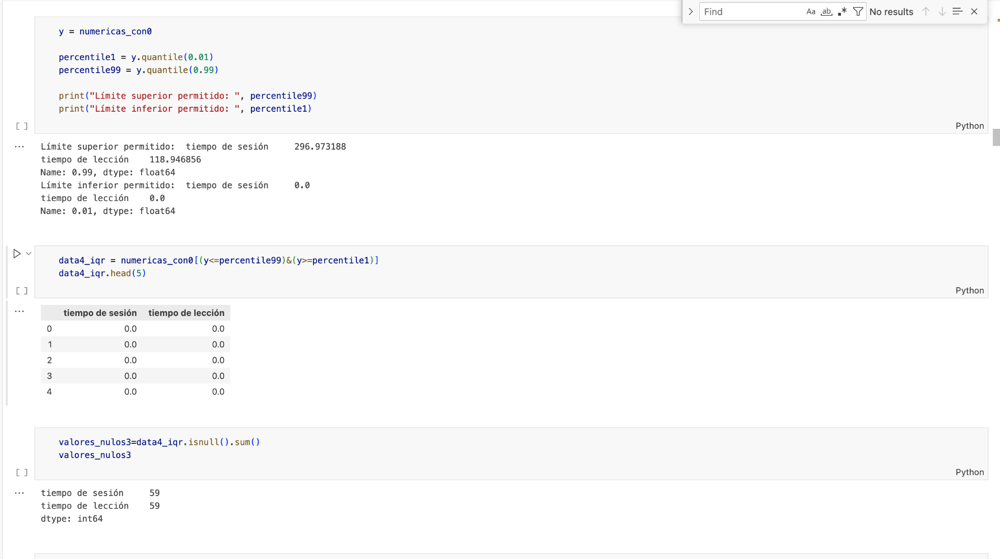 Find Aa ab .* No results
y = numericas_con0
percentile1 = y.quantile(0.01)
percentile99 = y.quantile(0.99)
print("Límite superior permitido: ", percentile99)
print("Límite inferior permitido: ", percentile1)
[ ] Python
Límite superior permitido:  tiempo de sesión     296.973188
tiempo de lección    118.946856
Name: 0.99, dtype: float64
Límite inferior permitido:  tiempo de sesión     0.0
tiempo de lección    0.0
Name: 0.01, dtype: float64
data4_iqr = numericas_con0[(y<=percentile99)&(y>=percentile1)]
data4_iqr.head(5)
[ ] Python
tiempo de sesión tiempo de lección
0 0.0 0.0
1 0.0 0.0
2 0.0 0.0
3 0.0 0.0
4 0.0 0.0
valores_nulos3=data4_iqr.isnull().sum()
valores_nulos3
[ ] Python
tiempo de sesión     59
tiempo de lección    59
dtype: int64